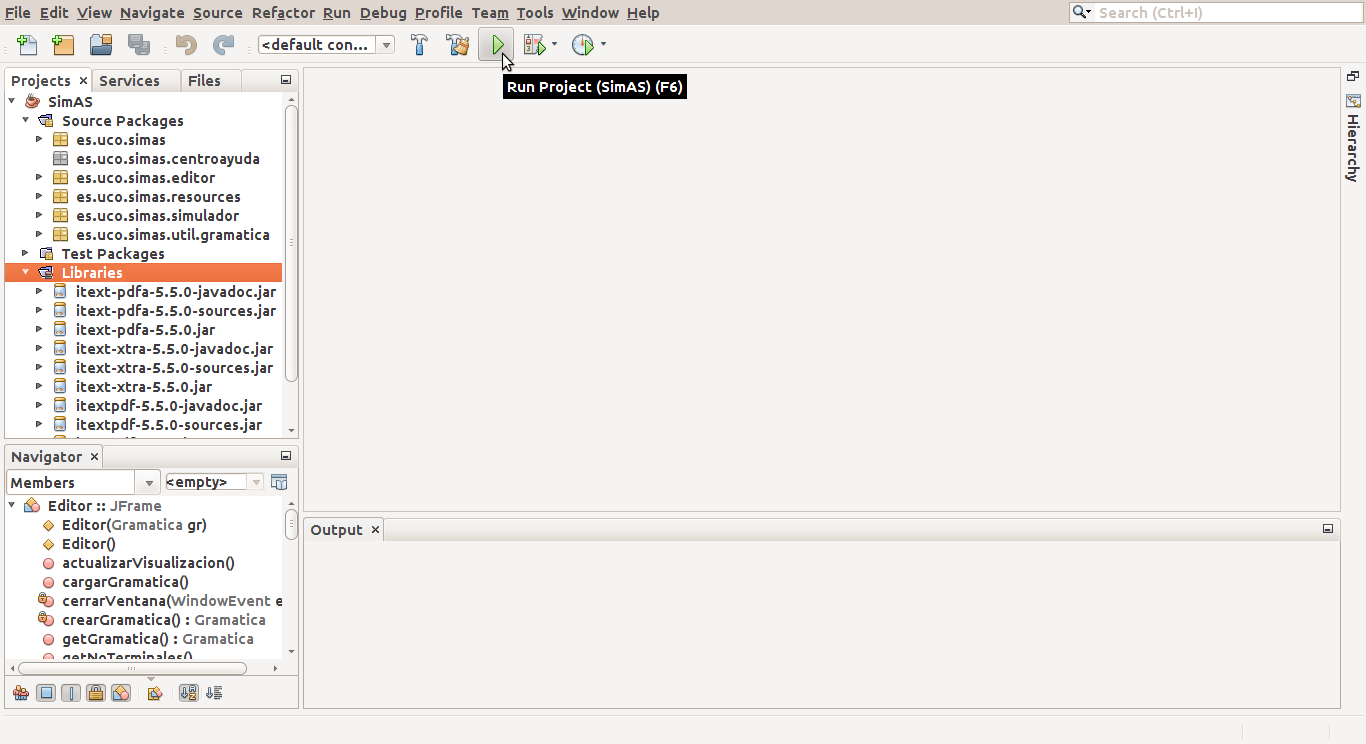 File Edit View Navigate Source Refactor Run Debug Profile Team Tools Window Help
Search (Ctrl+I)
<default con...
Run Project (SimAS) (F6)
Projects × Services Files
SimAS
Source Packages
es.uco.simas
es.uco.simas.centroayuda
es.uco.simas.editor
es.uco.simas.resources
es.uco.simas.simulador
es.uco.simas.util.gramatica
Test Packages
Libraries
itext-pdfa-5.5.0-javadoc.jar
itext-pdfa-5.5.0-sources.jar
itext-pdfa-5.5.0.jar
itext-xtra-5.5.0-javadoc.jar
itext-xtra-5.5.0-sources.jar
itext-xtra-5.5.0.jar
itextpdf-5.5.0-javadoc.jar
itextpdf-5.5.0-sources.jar
Hierarchy
Navigator ×
Members
<empty>
Editor :: JFrame
Editor(Gramatica gr)
Editor()
actualizarVisualizacion()
cargarGramatica()
cerrarVentana(WindowEvent e
crearGramatica() : Gramatica
getGramatica() : Gramatica
getNoTerminales()
Output ×